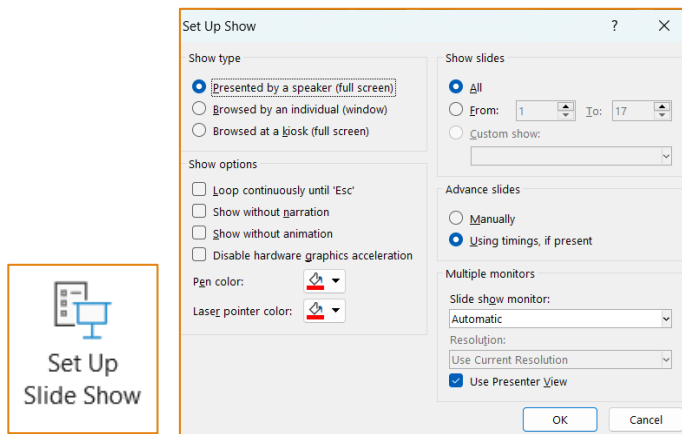 Set Up
Slide Show
Set Up Show
Show type
Presented by a speaker (full screen)
Browsed by an individual (window)
Browsed at a kiosk (full screen)
Show options
Loop continuously until 'Esc'
Show without narration
Show without animation
Disable hardware graphics acceleration
Pen color:
Laser pointer color:
Show slides
All
From: 1 To: 17
Custom show:
Advance slides
Manually
Using timings, if present
Multiple monitors
Slide show monitor:
Automatic
Resolution:
Use Current Resolution
Use Presenter View
OK Cancel